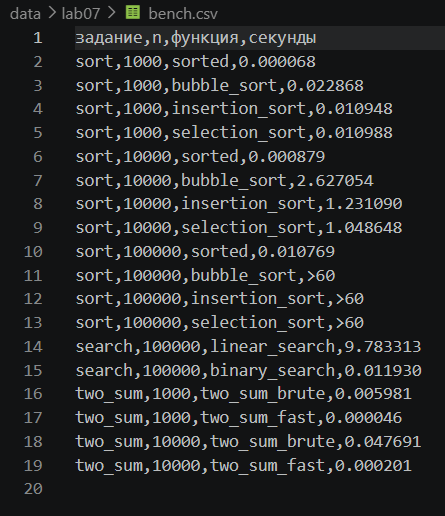 data > lab07 > bench.csv
1 задание,n,функция,секунды
2 sort,1000,sorted,0.000068
3 sort,1000,bubble_sort,0.022868
4 sort,1000,insertion_sort,0.010948
5 sort,1000,selection_sort,0.010988
6 sort,10000,sorted,0.000879
7 sort,10000,bubble_sort,2.627054
8 sort,10000,insertion_sort,1.231090
9 sort,10000,selection_sort,1.048648
10 sort,100000,sorted,0.010769
11 sort,100000,bubble_sort,>60
12 sort,100000,insertion_sort,>60
13 sort,100000,selection_sort,>60
14 search,100000,linear_search,9.783313
15 search,100000,binary_search,0.011930
16 two_sum,1000,two_sum_brute,0.005981
17 two_sum,1000,two_sum_fast,0.000046
18 two_sum,10000,two_sum_brute,0.047691
19 two_sum,10000,two_sum_fast,0.000201
20